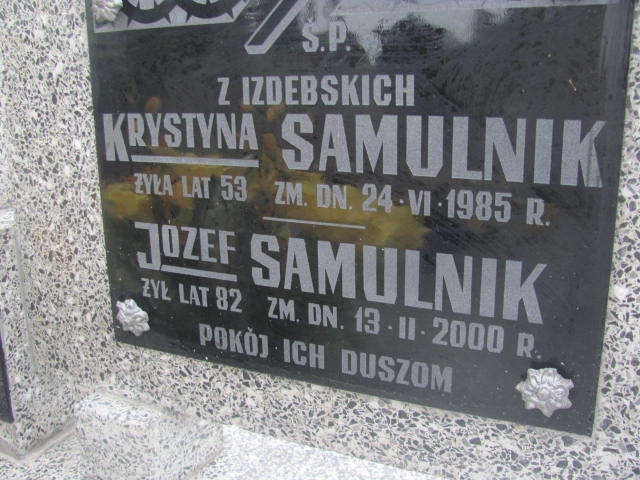 Ś.P.
Z IZDEBSKICH
KRYSTYNA SAMULNIK
ŻYŁA LAT 53 ZM. DN. 24·VI·1985 R.
JÓZEF SAMULNIK
ŻYŁ LAT 82 ZM. DN. 13·II·2000 R.
POKÓJ ICH DUSZOM